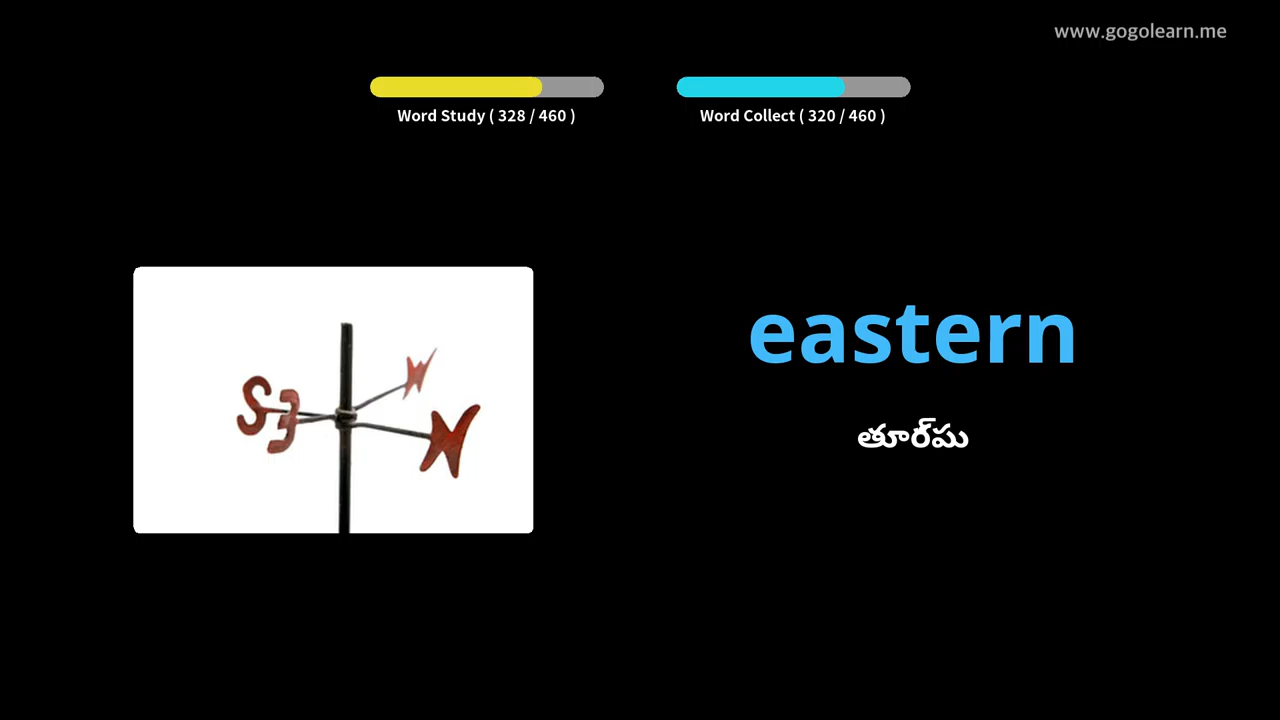 www.gogolearn.me
Word Study ( 328 / 460 )
Word Collect ( 320 / 460 )
S E N W
eastern
తూర్పు